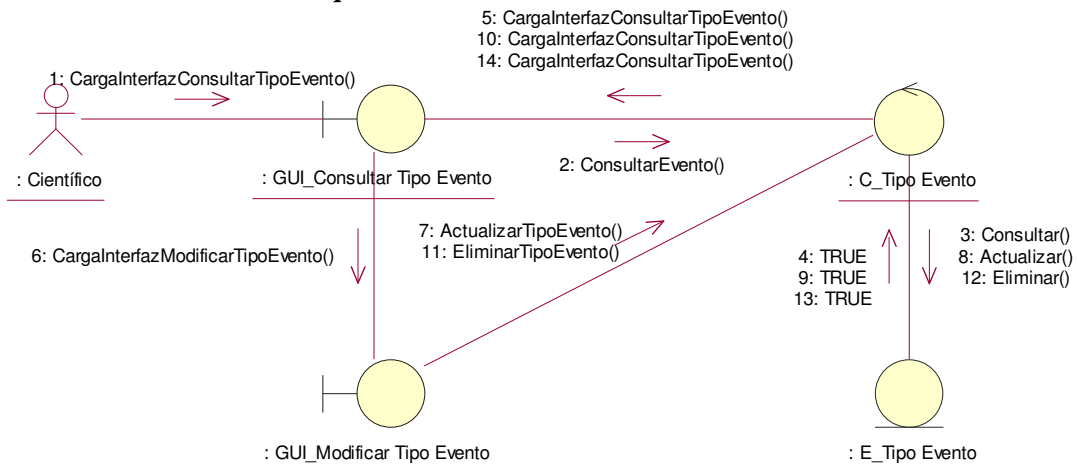 5: CargaInterfazConsultarTipoEvento()
10: CargaInterfazConsultarTipoEvento()
14: CargaInterfazConsultarTipoEvento()
1: CargaInterfazConsultarTipoEvento()
2: ConsultarEvento()
: Científico
: GUI_Consultar Tipo Evento
: C_Tipo Evento
7: ActualizarTipoEvento()
11: EliminarTipoEvento()
6: CargaInterfazModificarTipoEvento()
4: TRUE
9: TRUE
13: TRUE
3: Consultar()
8: Actualizar()
12: Eliminar()
: GUI_Modificar Tipo Evento
: E_Tipo Evento